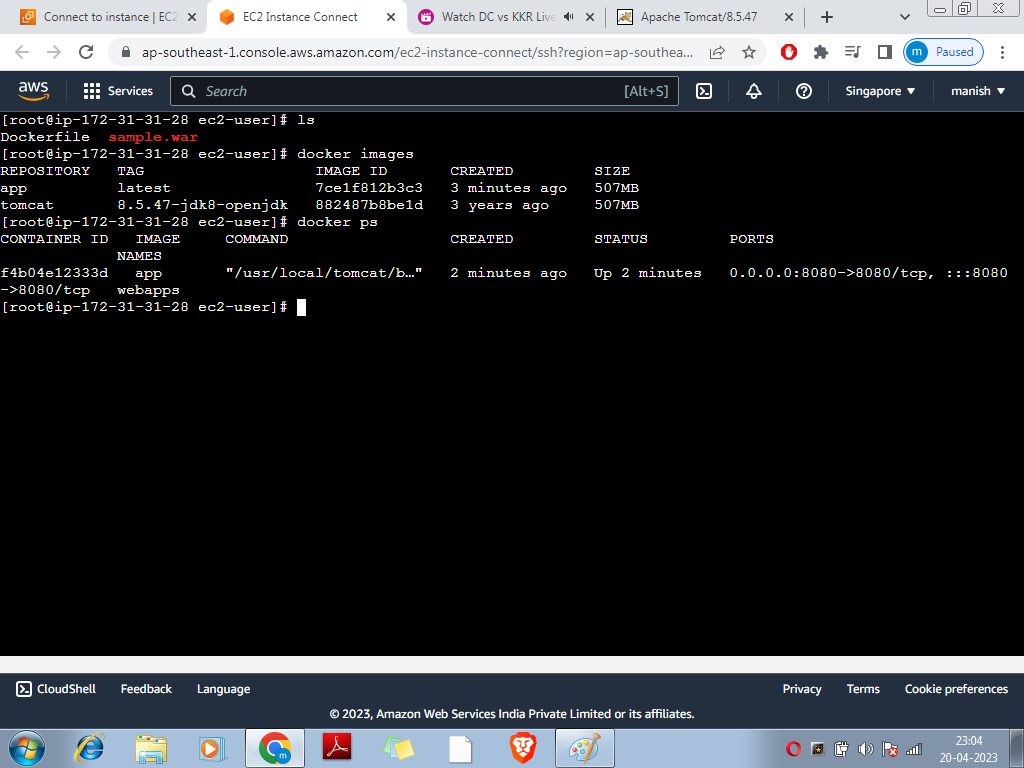 Connect to instance | EC2
EC2 Instance Connect
Watch DC vs KKR Live
Apache Tomcat/8.5.47
ap-southeast-1.console.aws.amazon.com/ec2-instance-connect/ssh?region=ap-southea...
m Paused
aws
Services
Search
[Alt+S]
Singapore
manish
[root@ip-172-31-31-28 ec2-user]# ls
Dockerfile  sample.war
[root@ip-172-31-31-28 ec2-user]# docker images
REPOSITORY   TAG                   IMAGE ID       CREATED         SIZE
app          latest                7ce1f812b3c3   3 minutes ago   507MB
tomcat       8.5.47-jdk8-openjdk   882487b8be1d   3 years ago     507MB
[root@ip-172-31-31-28 ec2-user]# docker ps
CONTAINER ID   IMAGE     COMMAND                  CREATED         STATUS         PORTS
             NAMES
f4b04e12333d   app       "/usr/local/tomcat/b…"   2 minutes ago   Up 2 minutes   0.0.0.0:8080->8080/tcp, :::8080
->8080/tcp   webapps
[root@ip-172-31-31-28 ec2-user]#
CloudShell
Feedback
Language
Privacy
Terms
Cookie preferences
© 2023, Amazon Web Services India Private Limited or its affiliates.
m
23:04
20-04-2023